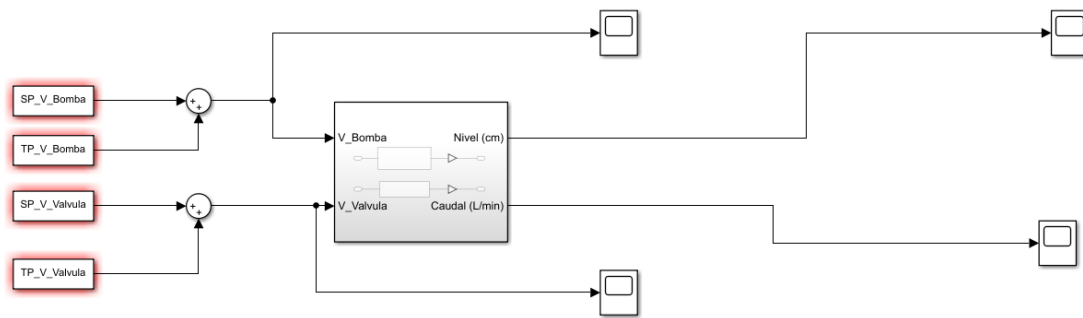 SP_V_Bomba
TP_V_Bomba
SP_V_Valvula
TP_V_Valvula
+
+
+
+
V_Bomba
Nivel (cm)
V_Valvula
Caudal (L/min)